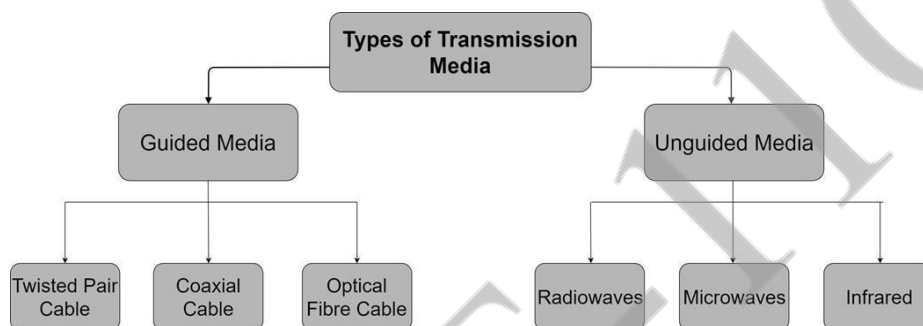 Types of Transmission
Media
Guided Media
Unguided Media
Twisted Pair
Cable
Coaxial
Cable
Optical
Fibre Cable
Radiowaves
Microwaves
Infrared